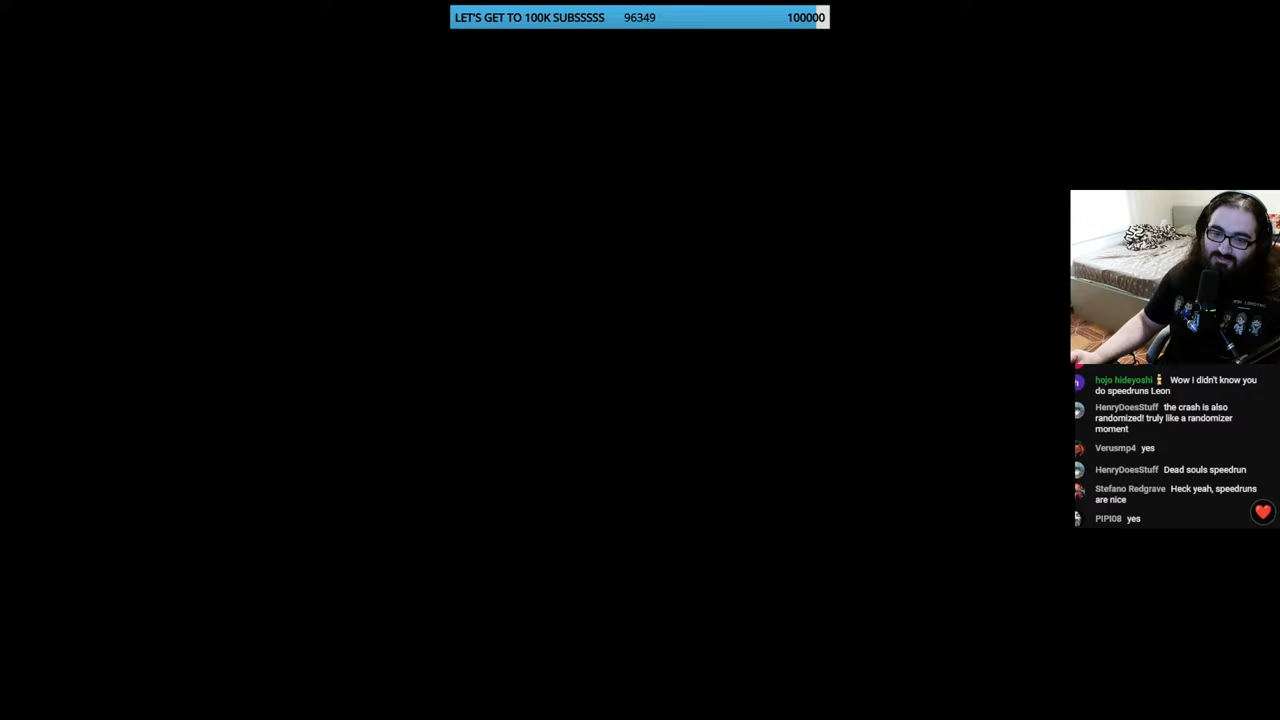 LET'S GET TO 100K SUBSSSSS 96349 100000
hojo hideyoshi Wow I didn't know you
do speedruns Leon
HenryDoesStuff the crash is also
randomized! truly like a randomizer
moment
Verusmp4 yes
HenryDoesStuff Dead souls speedrun
Stefano Redgrave Heck yeah, speedruns
are nice
PIPI08 yes